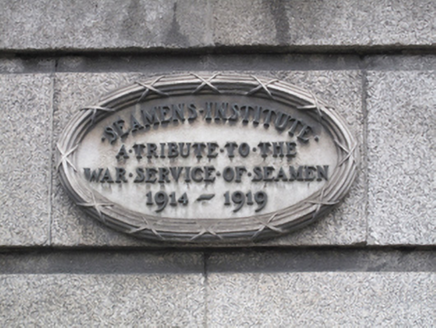 ·SEAMENS·INSTITUTE·
A·TRIBUTE·TO·THE
WAR·SERVICE·OF·SEAMEN
1914 ~ 1919